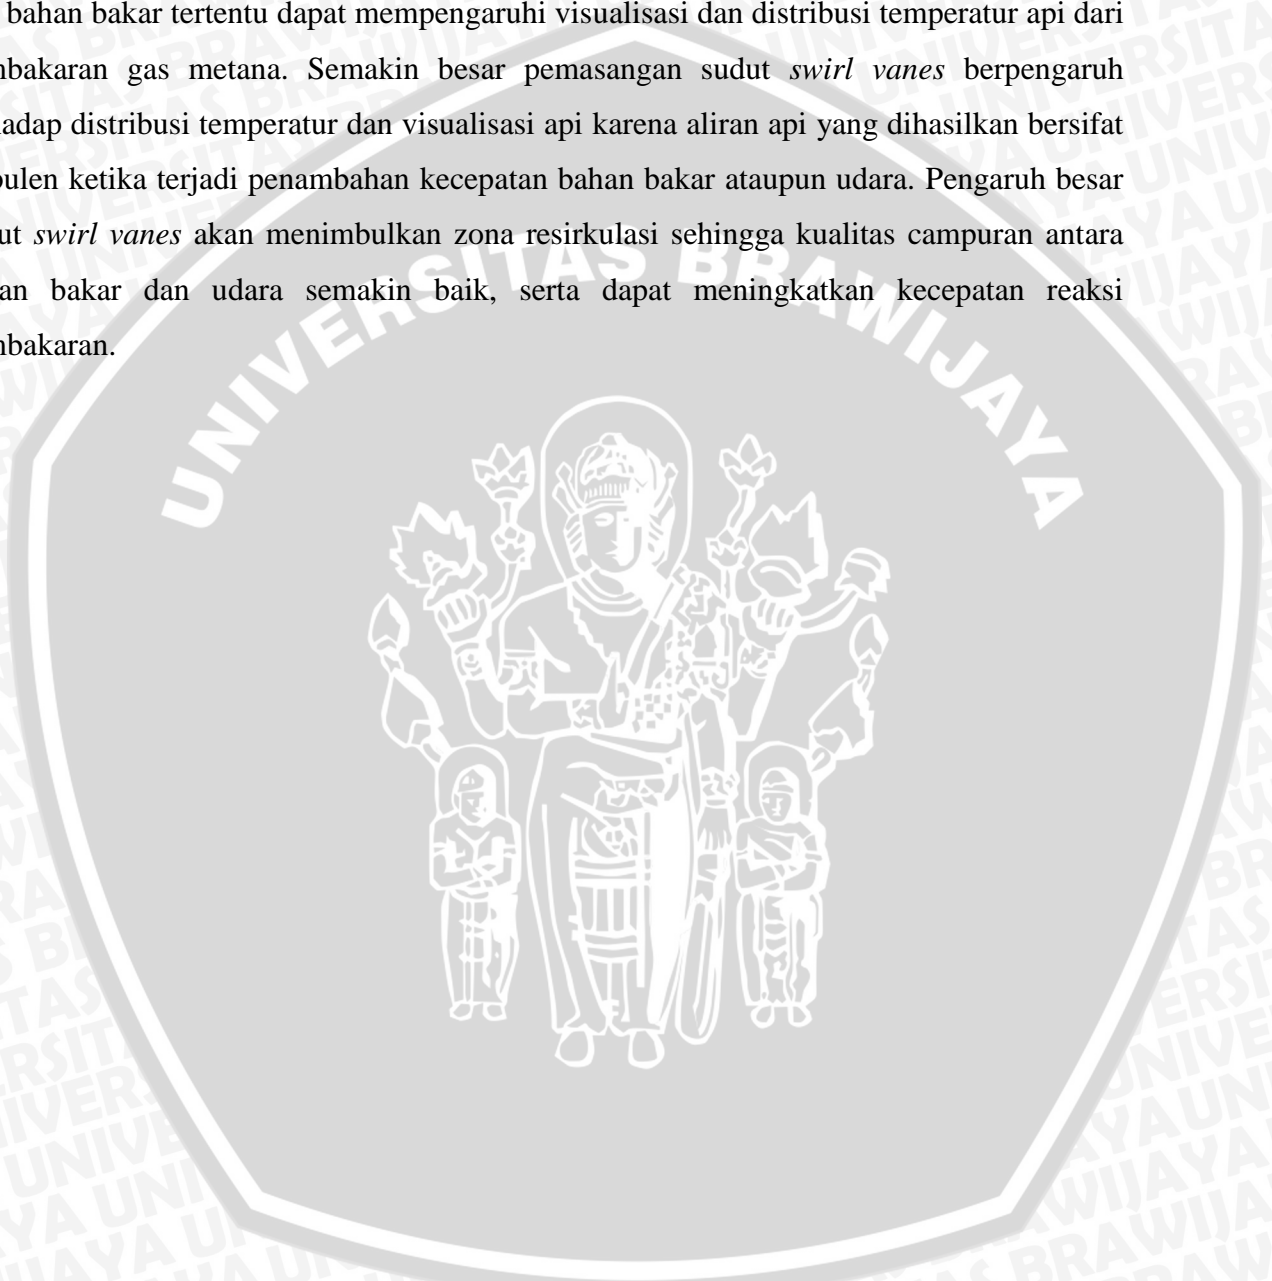 bahan bakar tertentu dapat mempengaruhi visualisasi dan distribusi temperatur api dari
mbakaran gas metana. Semakin besar pemasangan sudut swirl vanes berpengaruh
adap distribusi temperatur dan visualisasi api karena aliran api yang dihasilkan bersifat
bulen ketika terjadi penambahan kecepatan bahan bakar ataupun udara. Pengaruh besar
ut swirl vanes akan menimbulkan zona resirkulasi sehingga kualitas campuran antara
an bakar dan udara semakin baik, serta dapat meningkatkan kecepatan reaksi
mbakaran.
UNIVERSITAS BRAWIJAYA